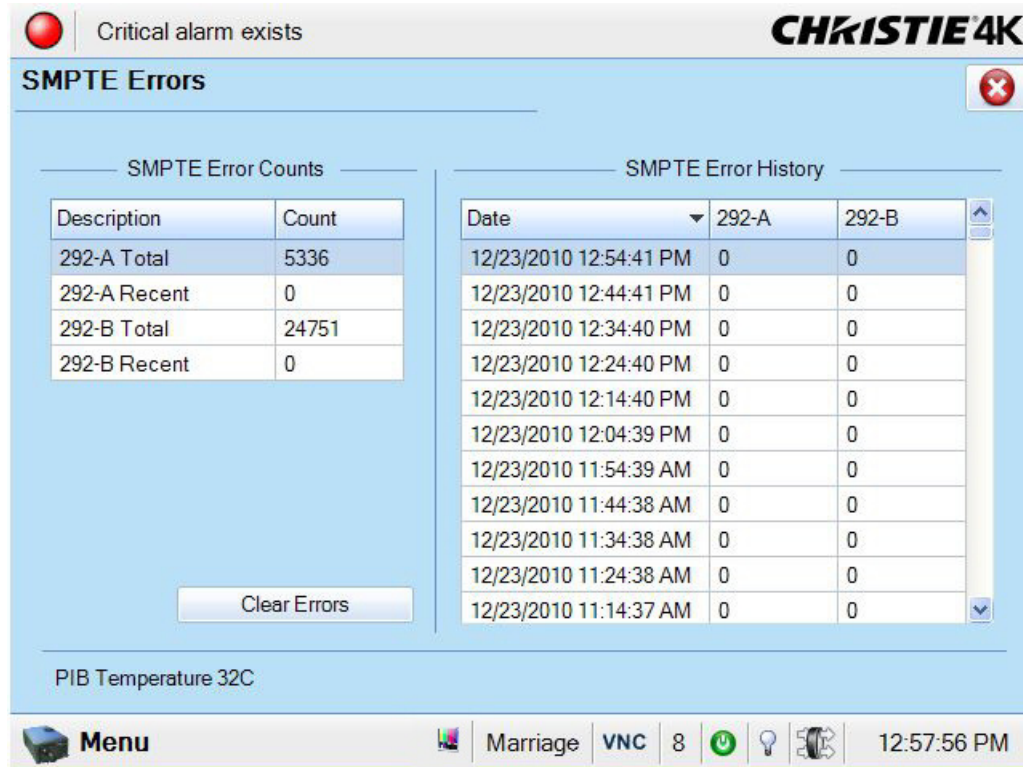 Critical alarm exists
CHRISTIE 4K
SMPTE Errors
SMPTE Error Counts
Description Count
292-A Total 5336
292-A Recent 0
292-B Total 24751
292-B Recent 0
Clear Errors
SMPTE Error History
Date 292-A 292-B
12/23/2010 12:54:41 PM 0 0
12/23/2010 12:44:41 PM 0 0
12/23/2010 12:34:40 PM 0 0
12/23/2010 12:24:40 PM 0 0
12/23/2010 12:14:40 PM 0 0
12/23/2010 12:04:39 PM 0 0
12/23/2010 11:54:39 AM 0 0
12/23/2010 11:44:38 AM 0 0
12/23/2010 11:34:38 AM 0 0
12/23/2010 11:24:38 AM 0 0
12/23/2010 11:14:37 AM 0 0
PIB Temperature 32C
Menu Marriage VNC 8 12:57:56 PM